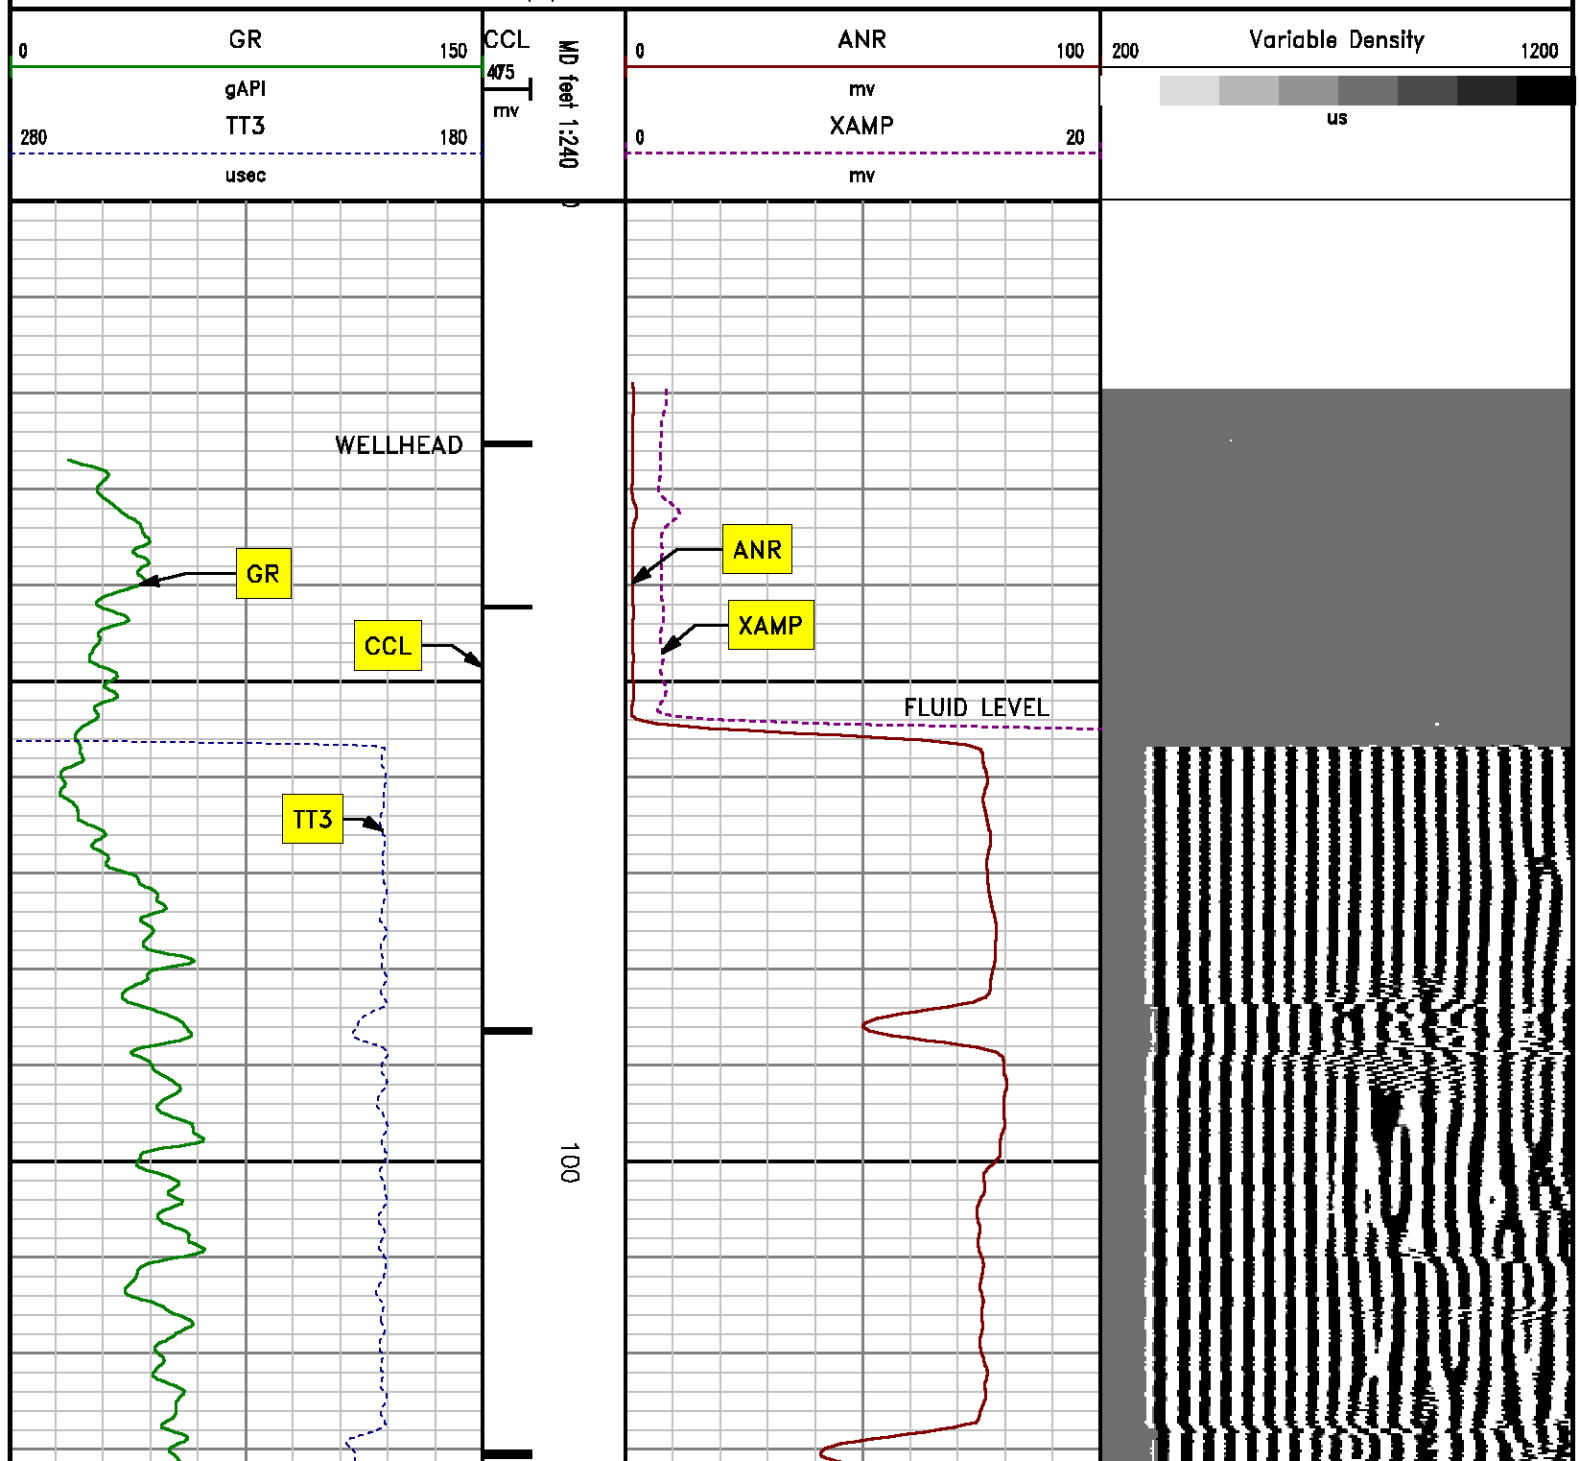 GR
0 150
gAPI
TT3
280 180
usec
CCL
mv
MD feet 1:240
ANR
0 100
mv
XAMP
0 20
mv
Variable Density
200 1200
us
WELLHEAD
GR
CCL
TT3
ANR
XAMP
FLUID LEVEL
100